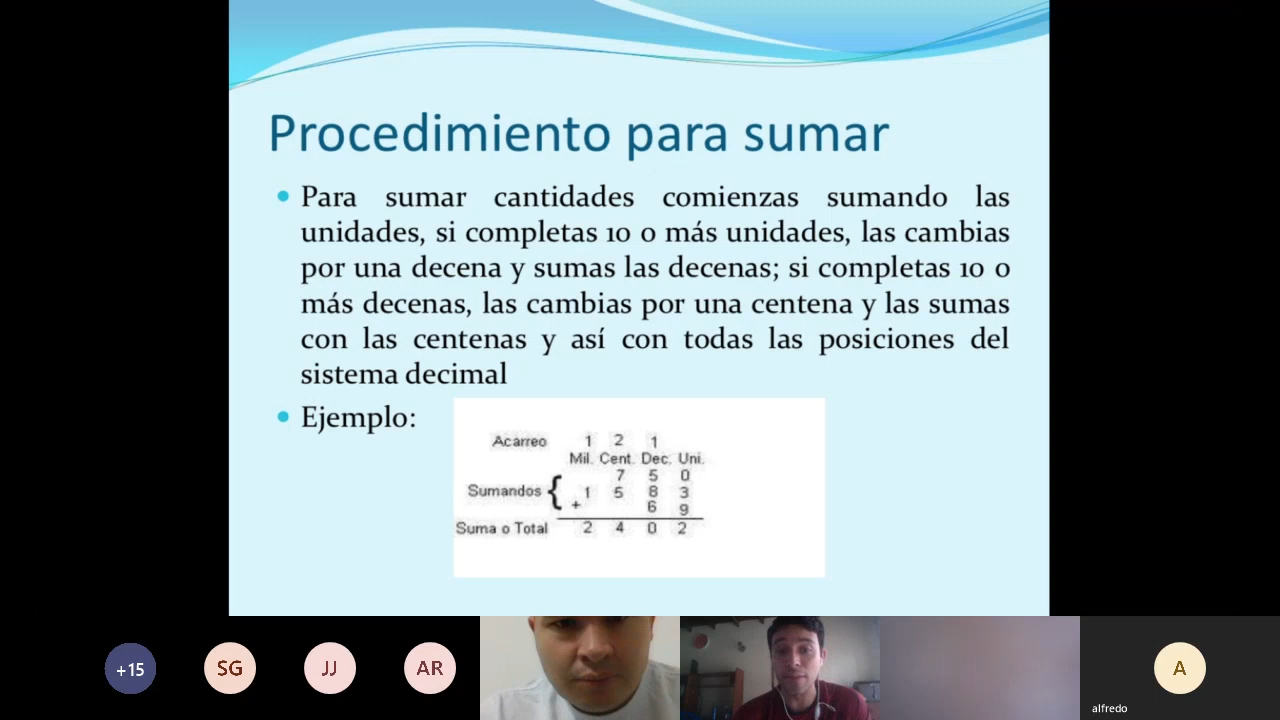 Procedimiento para sumar
Para sumar cantidades comienzas sumando las
unidades, si completas 10 o más unidades, las cambias
por una decena y sumas las decenas; si completas 10 o
más decenas, las cambias por una centena y las sumas
con las centenas y así con todas las posiciones del
sistema decimal
Ejemplo:
Acarreo 1 2 1
Mil. Cent. Dec. Uni.
7 5 0
Sumandos { 1 5 8 3
+ 6 9
Suma o Total 2 4 0 2
+15 SG JJ AR A
alfredo